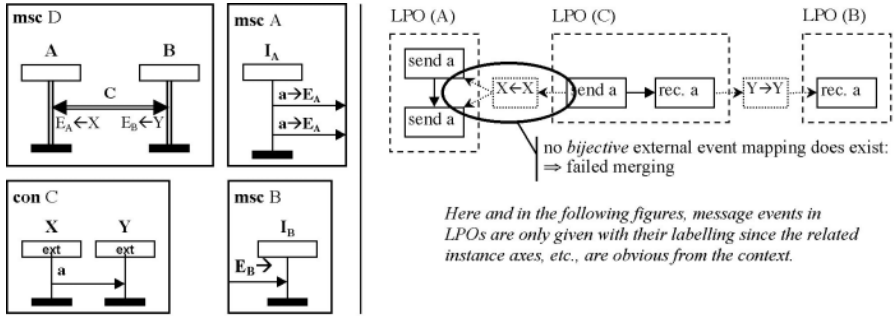 msc D
A
B
C
E_A←X
E_B←Y
msc A
I_A
a→E_A
a→E_A
con C
X
Y
ext
ext
a
msc B
I_B
E_B→
LPO (A)
LPO (C)
LPO (B)
send a
send a
X←X
send a
rec. a
Y→Y
rec. a
no bijective external event mapping does exist:
⇒ failed merging
Here and in the following figures, message events in
LPOs are only given with their labelling since the related
instance axes, etc., are obvious from the context.